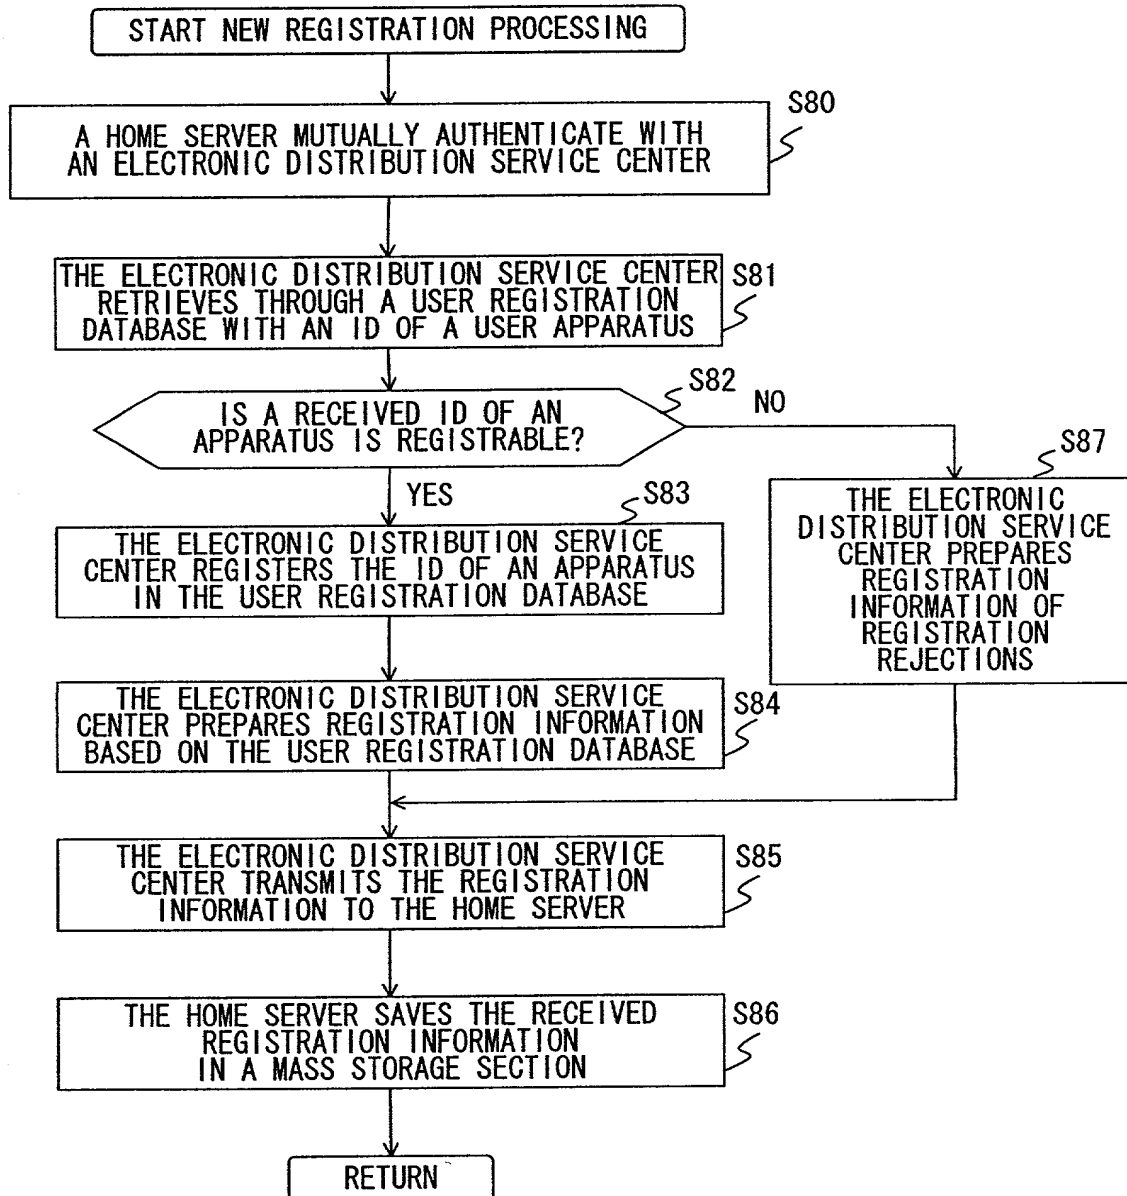 START NEW REGISTRATION PROCESSING
S80
A HOME SERVER MUTUALLY AUTHENTICATE WITH
AN ELECTRONIC DISTRIBUTION SERVICE CENTER
THE ELECTRONIC DISTRIBUTION SERVICE CENTER
RETRIEVES THROUGH A USER REGISTRATION
DATABASE WITH AN ID OF A USER APPARATUS
S81
S82
IS A RECEIVED ID OF AN
APPARATUS IS REGISTRABLE?
NO
YES
S83
THE ELECTRONIC DISTRIBUTION SERVICE
CENTER REGISTERS THE ID OF AN APPARATUS
IN THE USER REGISTRATION DATABASE
S87
THE ELECTRONIC
DISTRIBUTION SERVICE
CENTER PREPARES
REGISTRATION
INFORMATION OF
REGISTRATION
REJECTIONS
THE ELECTRONIC DISTRIBUTION SERVICE
CENTER PREPARES REGISTRATION INFORMATION
BASED ON THE USER REGISTRATION DATABASE
S84
THE ELECTRONIC DISTRIBUTION SERVICE
CENTER TRANSMITS THE REGISTRATION
INFORMATION TO THE HOME SERVER
S85
THE HOME SERVER SAVES THE RECEIVED
REGISTRATION INFORMATION
IN A MASS STORAGE SECTION
S86
RETURN